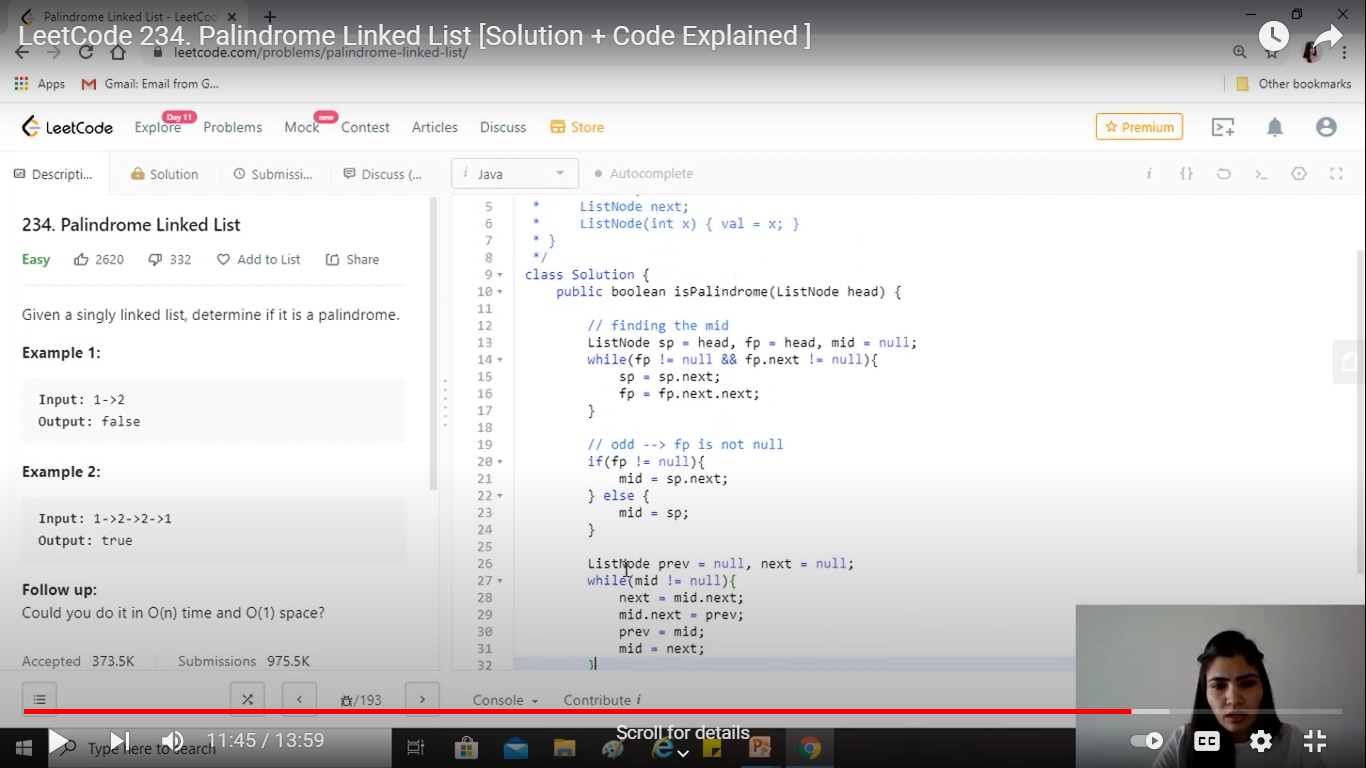 Palindrome Linked List - LeetCo
LeetCode 234. Palindrome Linked List [Solution + Code Explained ]
leetcode.com/problems/palindrome-linked-list/
Apps
Gmail: Email from G...
Other bookmarks
LeetCode
Explore
Day 11
Problems
Mock
new
Contest
Articles
Discuss
Store
Premium
Descripti...
Solution
Submissi...
Discuss (...
i Java
Autocomplete
234. Palindrome Linked List
Easy
2620
332
Add to List
Share
Given a singly linked list, determine if it is a palindrome.
Example 1:
Input: 1->2
Output: false
Example 2:
Input: 1->2->2->1
Output: true
Follow up:
Could you do it in O(n) time and O(1) space?
Accepted 373.5K
Submissions 975.5K
5 * ListNode next;
6 * ListNode(int x) { val = x; }
7 * }
8 */
9 class Solution {
10 public boolean isPalindrome(ListNode head) {
11
12 // finding the mid
13 ListNode sp = head, fp = head, mid = null;
14 while(fp != null && fp.next != null){
15 sp = sp.next;
16 fp = fp.next.next;
17 }
18
19 // odd --> fp is not null
20 if(fp != null){
21 mid = sp.next;
22 } else {
23 mid = sp;
24 }
25
26 ListNode prev = null, next = null;
27 while(mid != null){
28 next = mid.next;
29 mid.next = prev;
30 prev = mid;
31 mid = next;
32 }
/193
Console
Contribute i
Scroll for details
11:45 / 13:59
Type here to search
CC